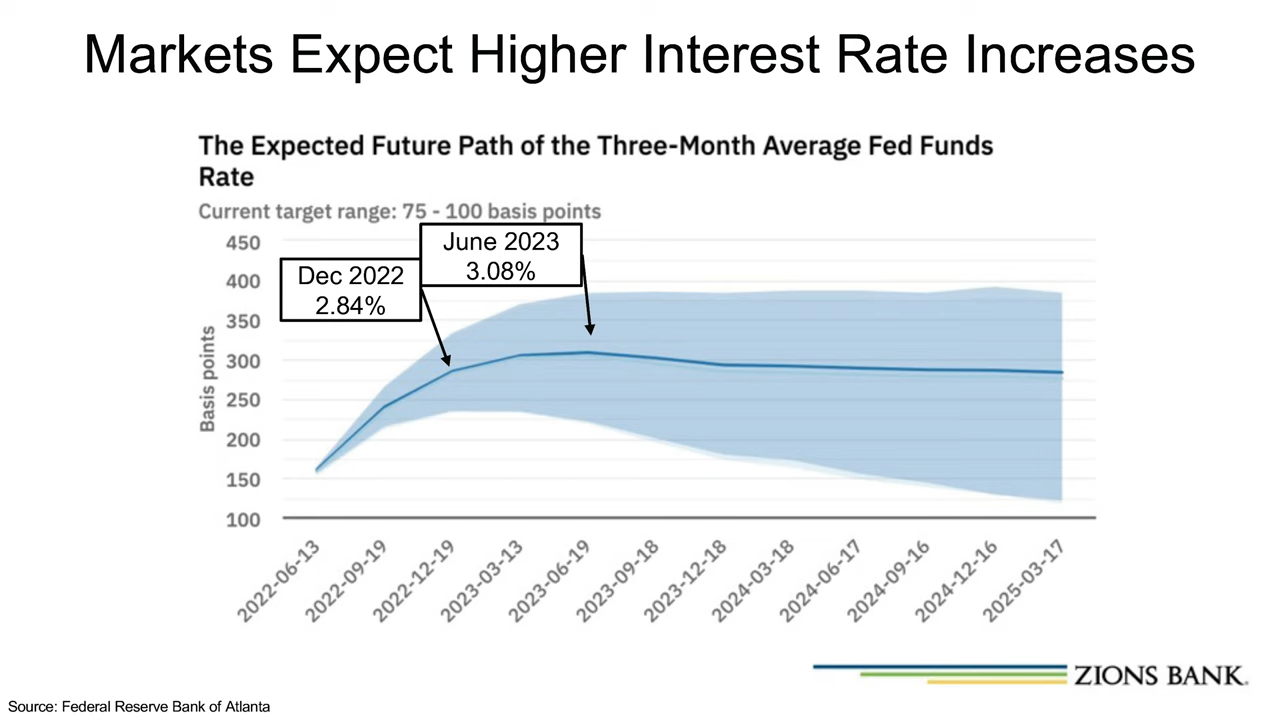 Markets Expect Higher Interest Rate Increases
The Expected Future Path of the Three-Month Average Fed Funds
Rate
Current target range: 75 - 100 basis points
June 2023
3.08%
Dec 2022
2.84%
Basis points
450
400
350
300
250
200
150
100
2022-06-13
2022-09-19
2022-12-19
2023-03-13
2023-06-19
2023-09-18
2023-12-18
2024-03-18
2024-06-17
2024-09-16
2024-12-16
2025-03-17
ZIONS BANK.
Source: Federal Reserve Bank of Atlanta